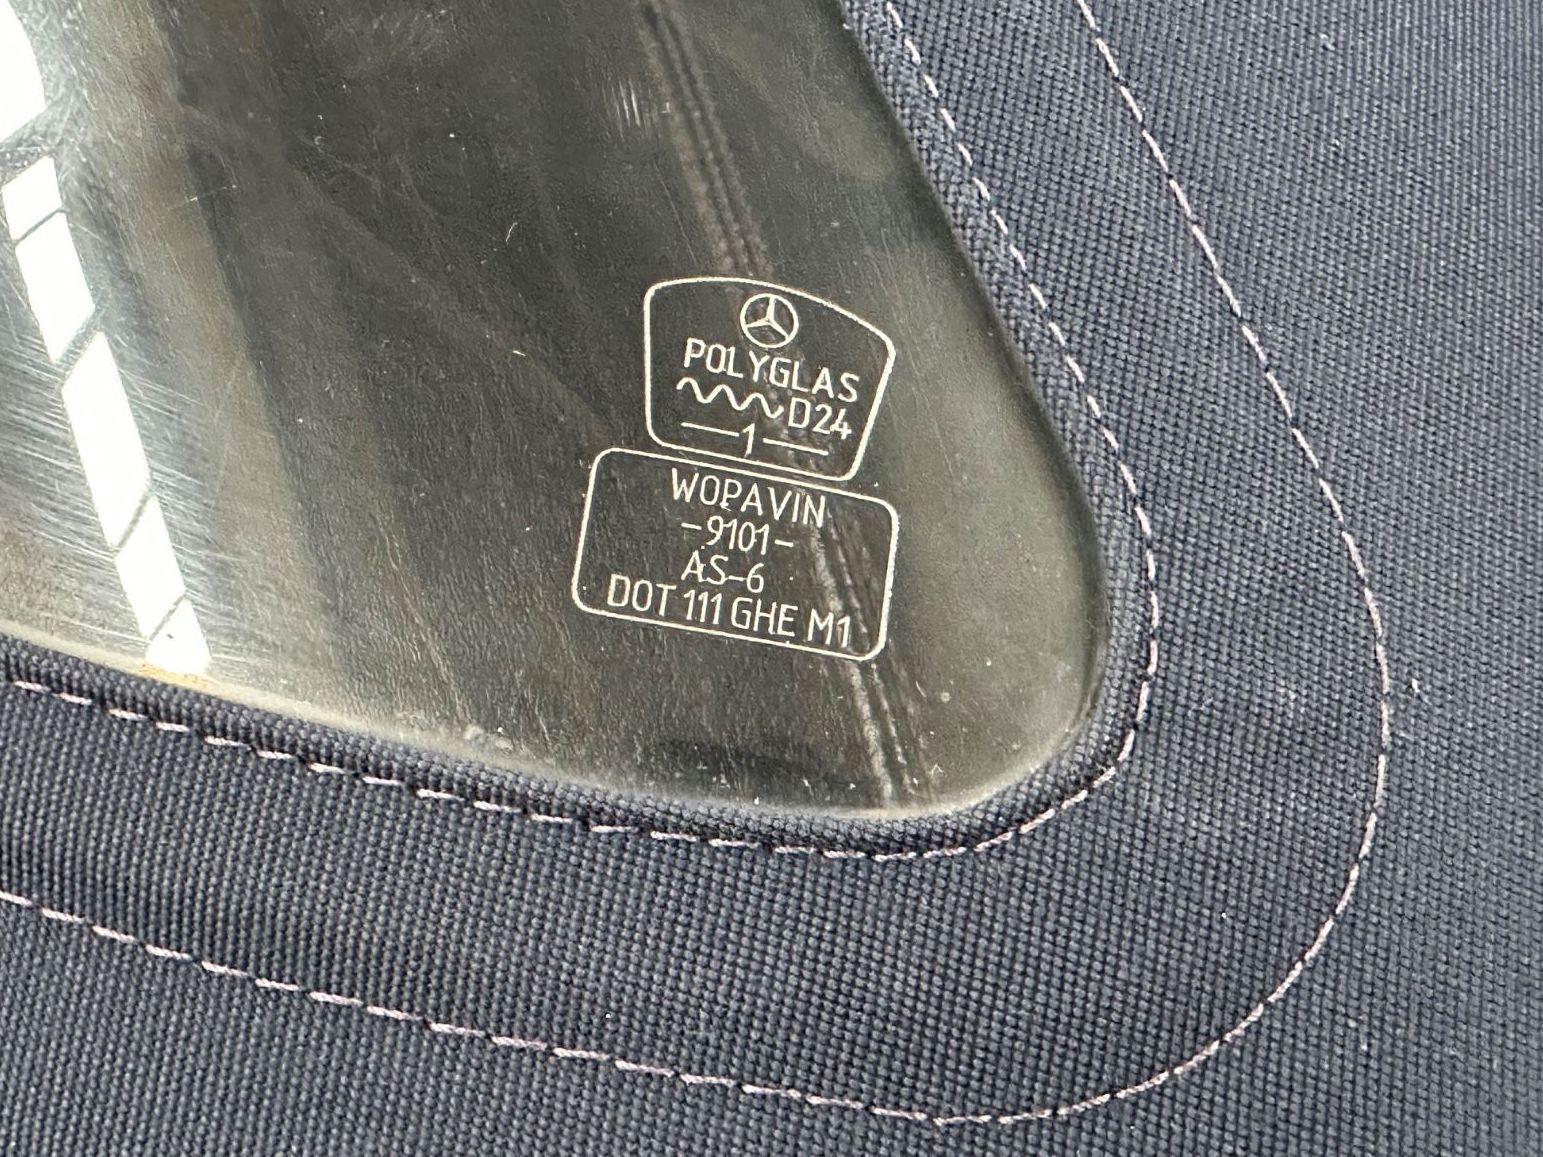 POLYGLAS
D24
—1—
WOPAVIN
-9101-
AS-6
DOT 111 GHE M1